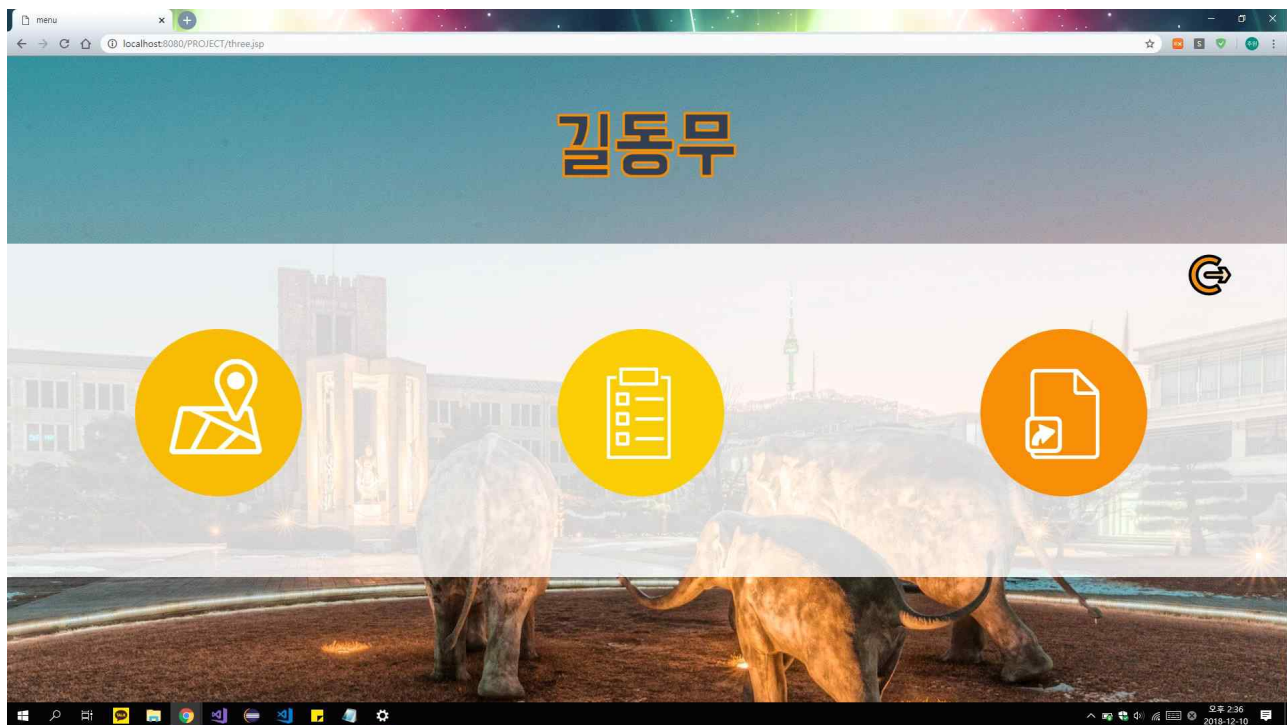 menu
localhost:8080/PROJECT/three.jsp
길동무
오후 2:36
2018-12-10